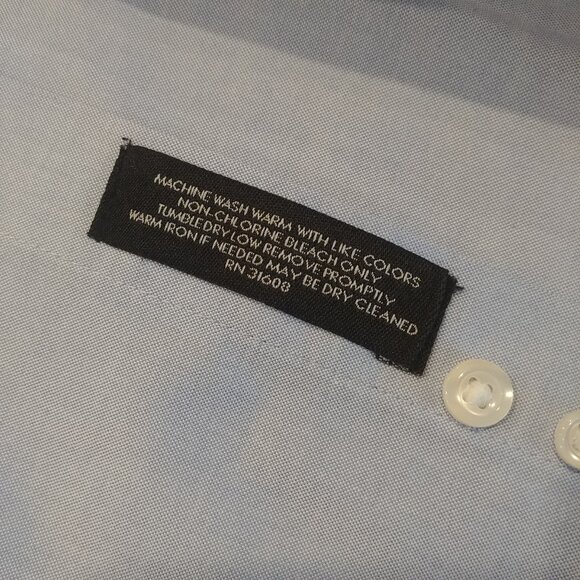 MACHINE WASH WARM WITH LIKE COLORS
NON-CHLORINE BLEACH ONLY
TUMBLE DRY LOW REMOVE PROMPTLY
WARM IRON IF NEEDED MAY BE DRY CLEANED
RN 31608